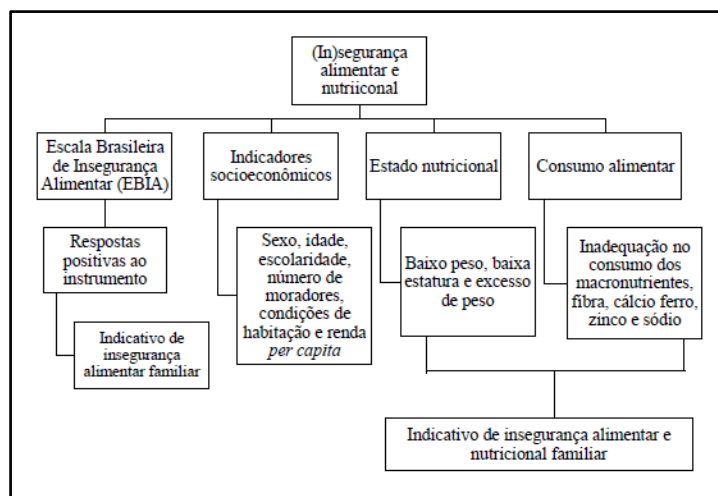 (In)segurança
alimentar e
nutriiconal
Escala Brasileira
de Insegurança
Alimentar (EBIA)
Indicadores
socioeconômicos
Estado nutricional
Consumo alimentar
Respostas
positivas ao
instrumento
Sexo, idade,
escolaridade,
número de
moradores,
condições de
habitação e renda
per capita
Baixo peso, baixa
estatura e excesso
de peso
Inadequação no
consumo dos
macronutrientes,
fibra, cálcio ferro,
zinco e sódio
Indicativo de
insegurança
alimentar familiar
Indicativo de insegurança alimentar e
nutricional familiar